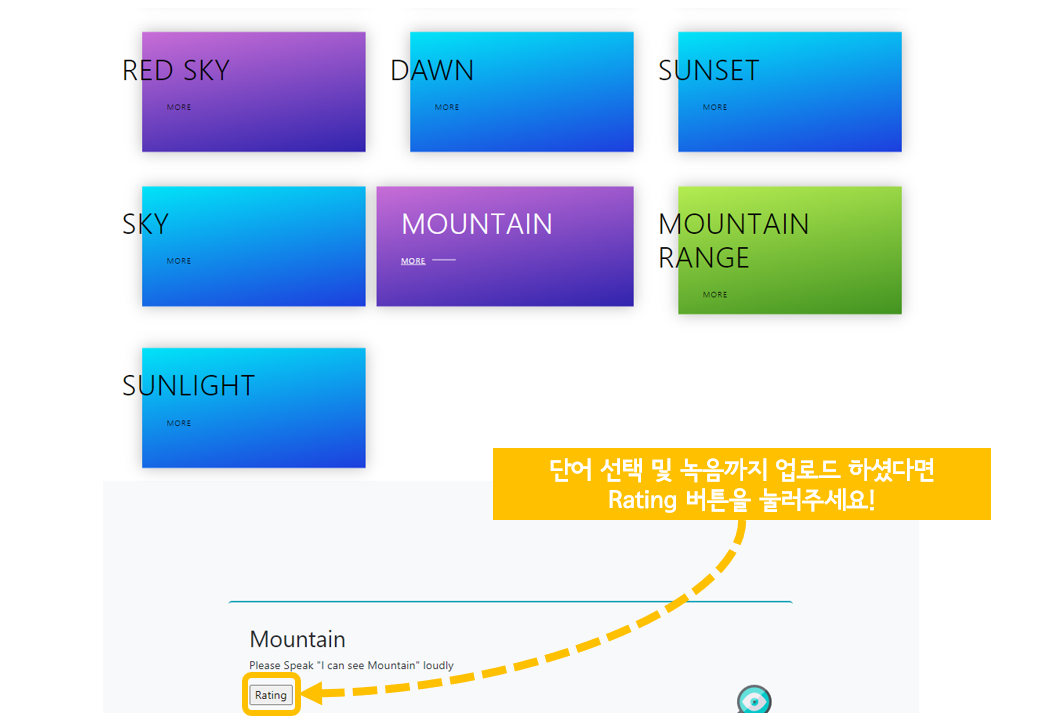 RED SKY
MORE
DAWN
MORE
SUNSET
MORE
SKY
MORE
MOUNTAIN
MORE
MOUNTAIN
RANGE
MORE
SUNLIGHT
MORE
단어 선택 및 녹음까지 업로드 하셨다면
Rating 버튼을 눌러주세요!
Mountain
Please Speak "I can see Mountain" loudly
Rating